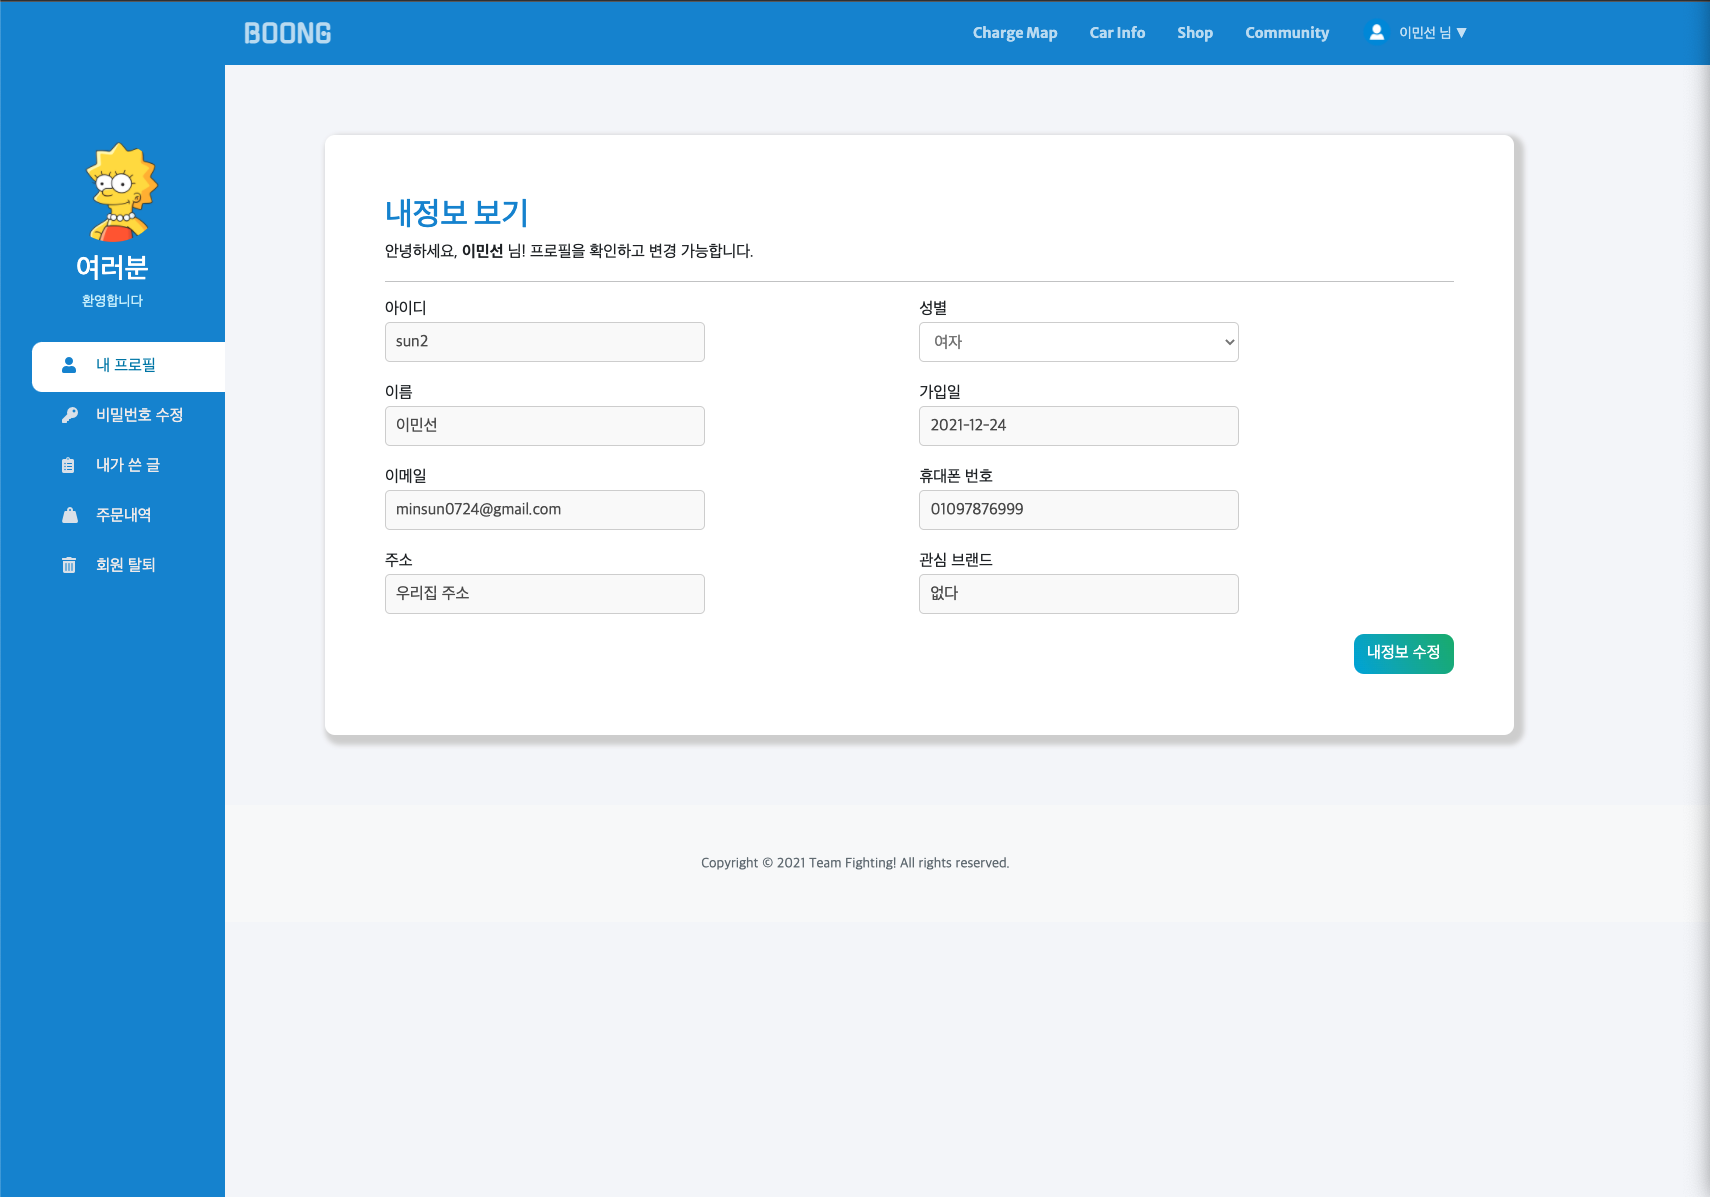 BOONG
Charge Map
Car Info
Shop
Community
이민선 님 ▼
여러분
환영합니다
내 프로필
비밀번호 수정
내가 쓴 글
주문내역
회원 탈퇴
내정보 보기
안녕하세요, 이민선 님! 프로필을 확인하고 변경 가능합니다.
아이디
sun2
성별
여자
이름
이민선
가입일
2021-12-24
이메일
minsun0724@gmail.com
휴대폰 번호
01097876999
주소
우리집 주소
관심 브랜드
없다
내정보 수정
Copyright © 2021 Team Fighting! All rights reserved.